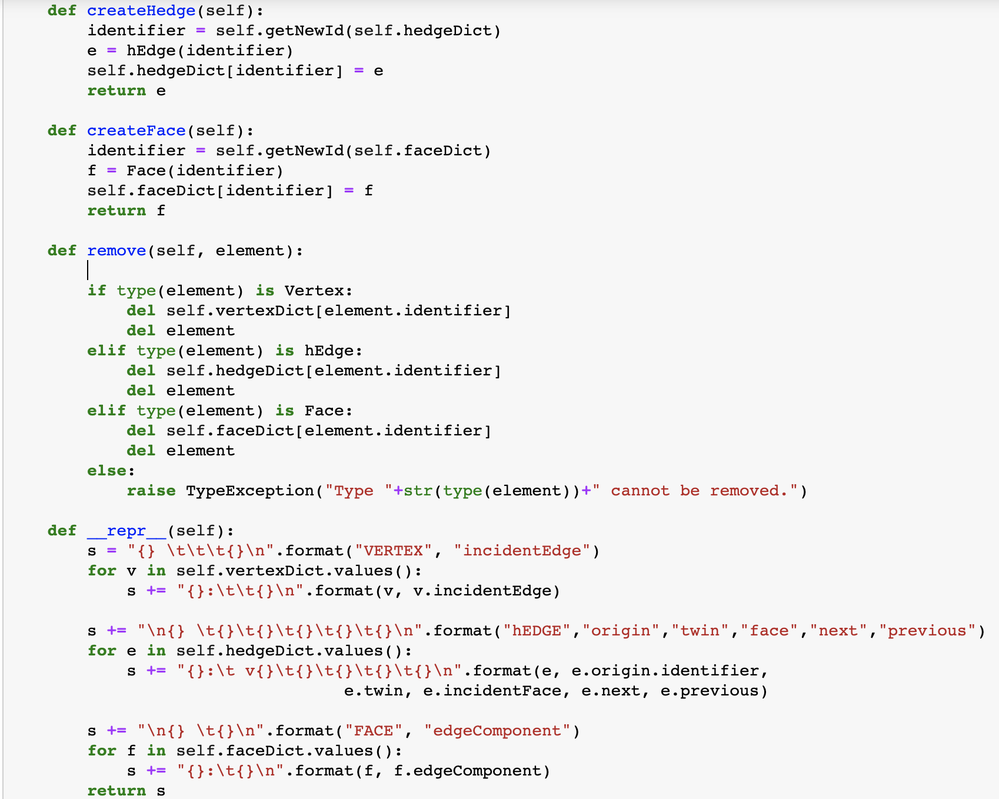 def createHedge(self):
    identifier = self.getNewId(self.hedgeDict)
    e = hEdge(identifier)
    self.hedgeDict[identifier] = e
    return e

def createFace(self):
    identifier = self.getNewId(self.faceDict)
    f = Face(identifier)
    self.faceDict[identifier] = f
    return f

def remove(self, element):

    if type(element) is Vertex:
        del self.vertexDict[element.identifier]
        del element
    elif type(element) is hEdge:
        del self.hedgeDict[element.identifier]
        del element
    elif type(element) is Face:
        del self.faceDict[element.identifier]
        del element
    else:
        raise TypeException("Type "+str(type(element))+" cannot be removed.")

def __repr__(self):
    s = "{} \t\t\t{}\n".format("VERTEX", "incidentEdge")
    for v in self.vertexDict.values():
        s += "{}:\t\t{}\n".format(v, v.incidentEdge)

    s += "\n{} \t{}\t{}\t{}\t{}\t{}\n".format("hEDGE","origin","twin","face","next","previous")
    for e in self.hedgeDict.values():
        s += "{}:\t v{}\t{}\t{}\t{}\t{}\n".format(e, e.origin.identifier,
                              e.twin, e.incidentFace, e.next, e.previous)

    s += "\n{} \t{}\n".format("FACE", "edgeComponent")
    for f in self.faceDict.values():
        s += "{}:\t{}\n".format(f, f.edgeComponent)
    return s